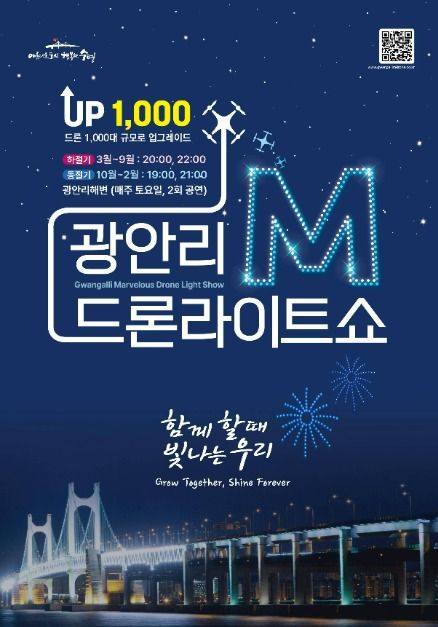 UP 1,000
드론 1,000대 규모로 업그레이드
하절기 3월~9월 : 20:00, 22:00
동절기 10월~2월 : 19:00, 21:00
광안리해변 (매주 토요일, 2회 공연)
광안리 M
Gwangalli Marvelous Drone Light Show
드론라이트쇼
함께 할 때
빛나는 우리
Grow Together, Shine Forever